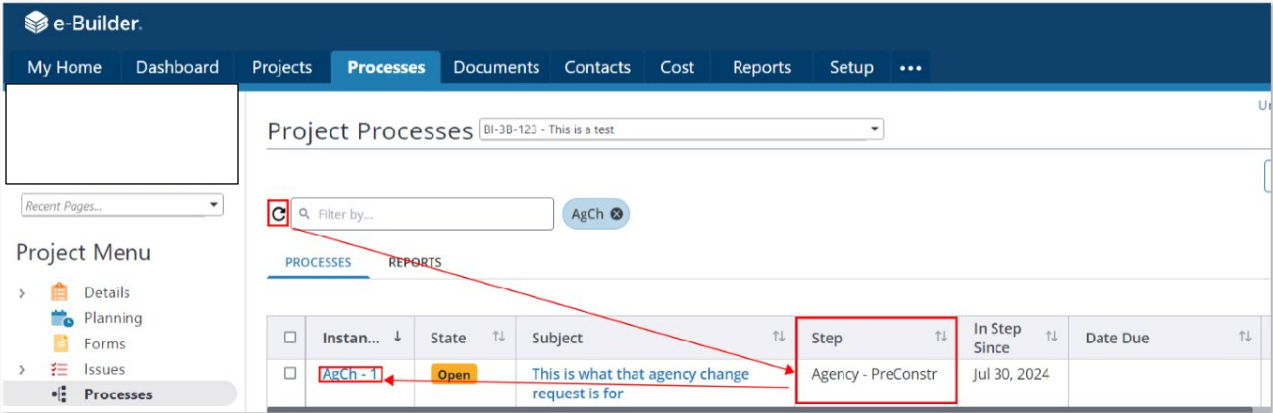 e-Builder.
My Home Dashboard Projects Processes Documents Contacts Cost Reports Setup
Project Processes BI-3B-123 - This is a test
Recent Pages...
Filter by...
AgCh
Project Menu
PROCESSES REPORTS
Details
Planning
Forms
Issues
Processes
Instan... State Subject Step In Step Since Date Due
AgCh - 1 Open This is what that agency change Agency - PreConstr Jul 30, 2024
request is for